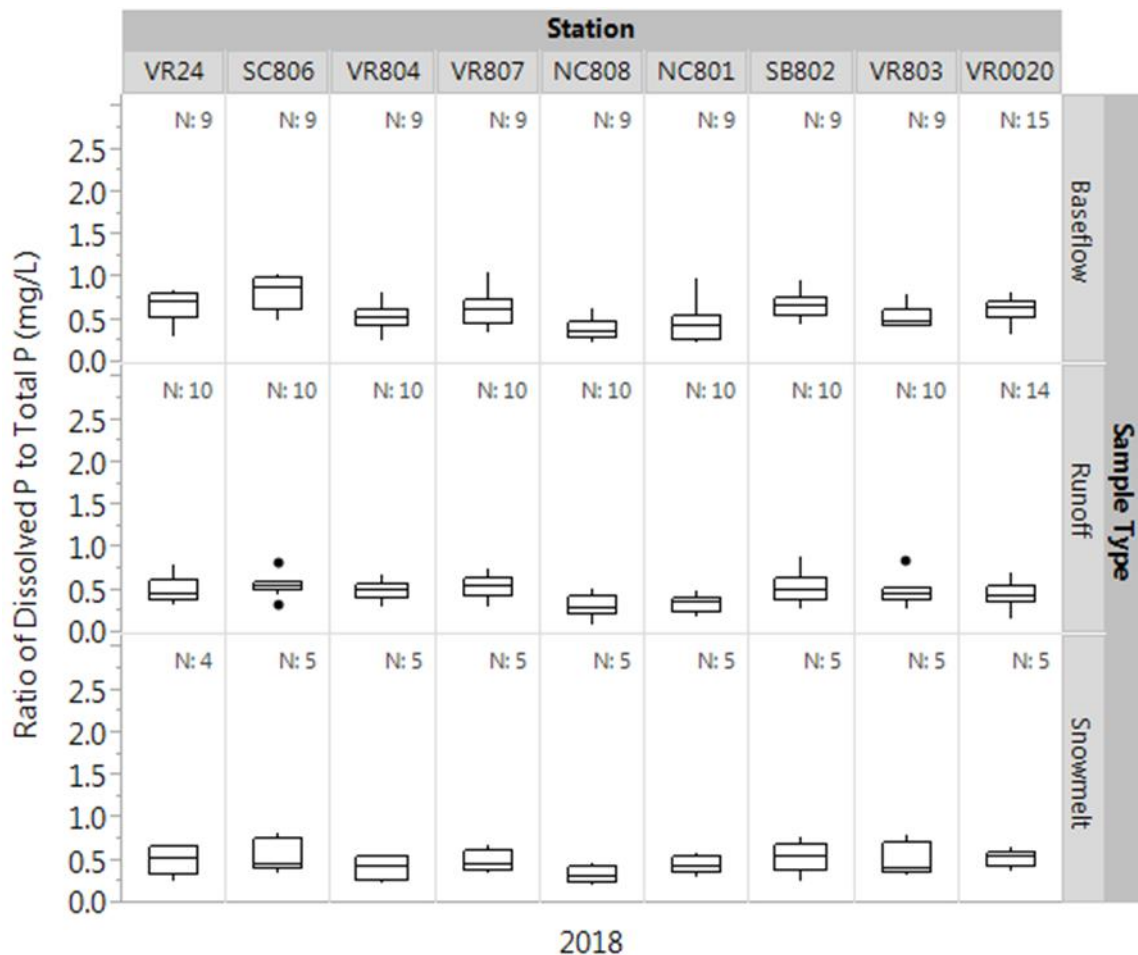 Station
VR24 SC806 VR804 VR807 NC808 NC801 SB802 VR803 VR0020
Ratio of Dissolved P to Total P (mg/L)
Sample Type
N: 9 N: 9 N: 9 N: 9 N: 9 N: 9 N: 9 N: 9 N: 15
Baseflow
2.5
2.0
1.5
1.0
0.5
0.0
N: 10 N: 10 N: 10 N: 10 N: 10 N: 10 N: 10 N: 10 N: 14
Runoff
2.5
2.0
1.5
1.0
0.5
0.0
N: 4 N: 5 N: 5 N: 5 N: 5 N: 5 N: 5 N: 5 N: 5
Snowmelt
2.5
2.0
1.5
1.0
0.5
0.0
2018